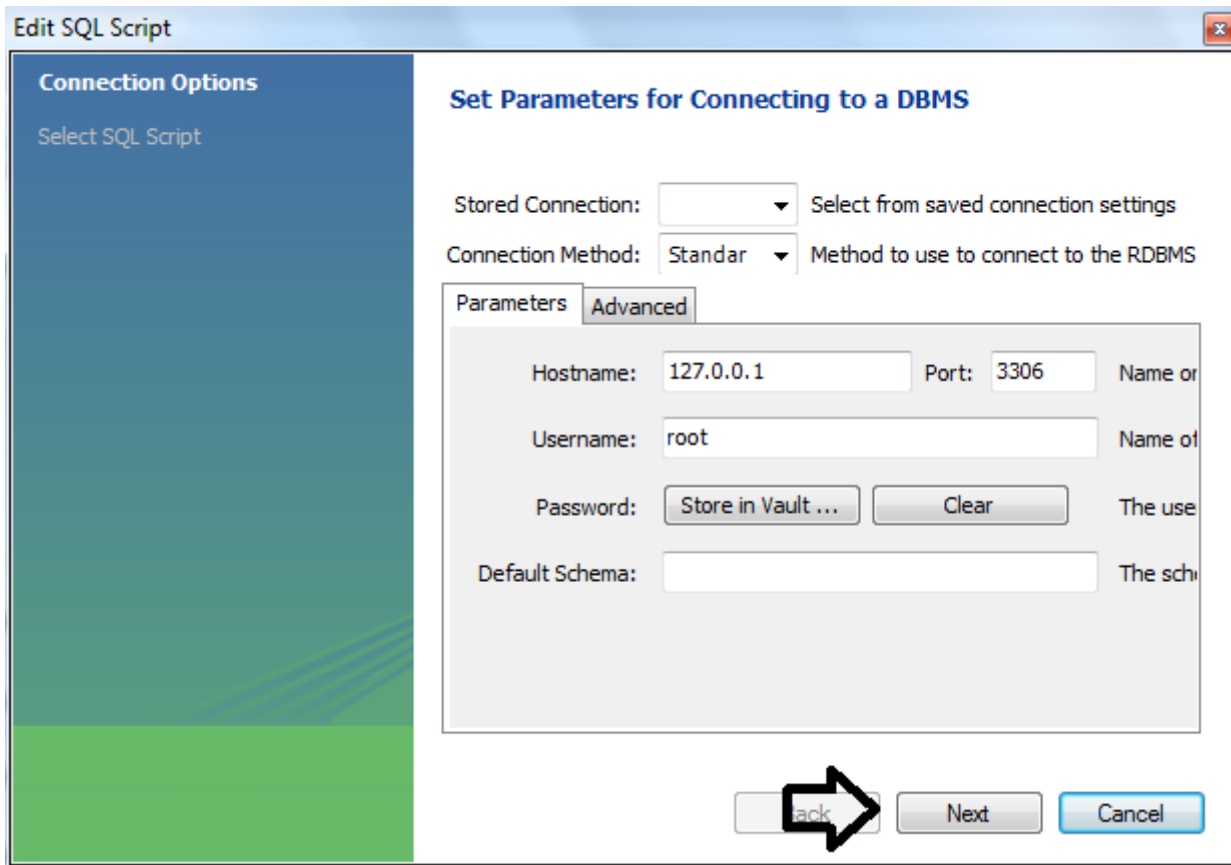 Edit SQL Script
Connection Options
Select SQL Script
Set Parameters for Connecting to a DBMS
Stored Connection: Select from saved connection settings
Connection Method: Standar Method to use to connect to the RDBMS
Parameters Advanced
Hostname: 127.0.0.1 Port: 3306 Name or
Username: root Name of
Password: Store in Vault ... Clear The use
Default Schema: The sch
Back Next Cancel